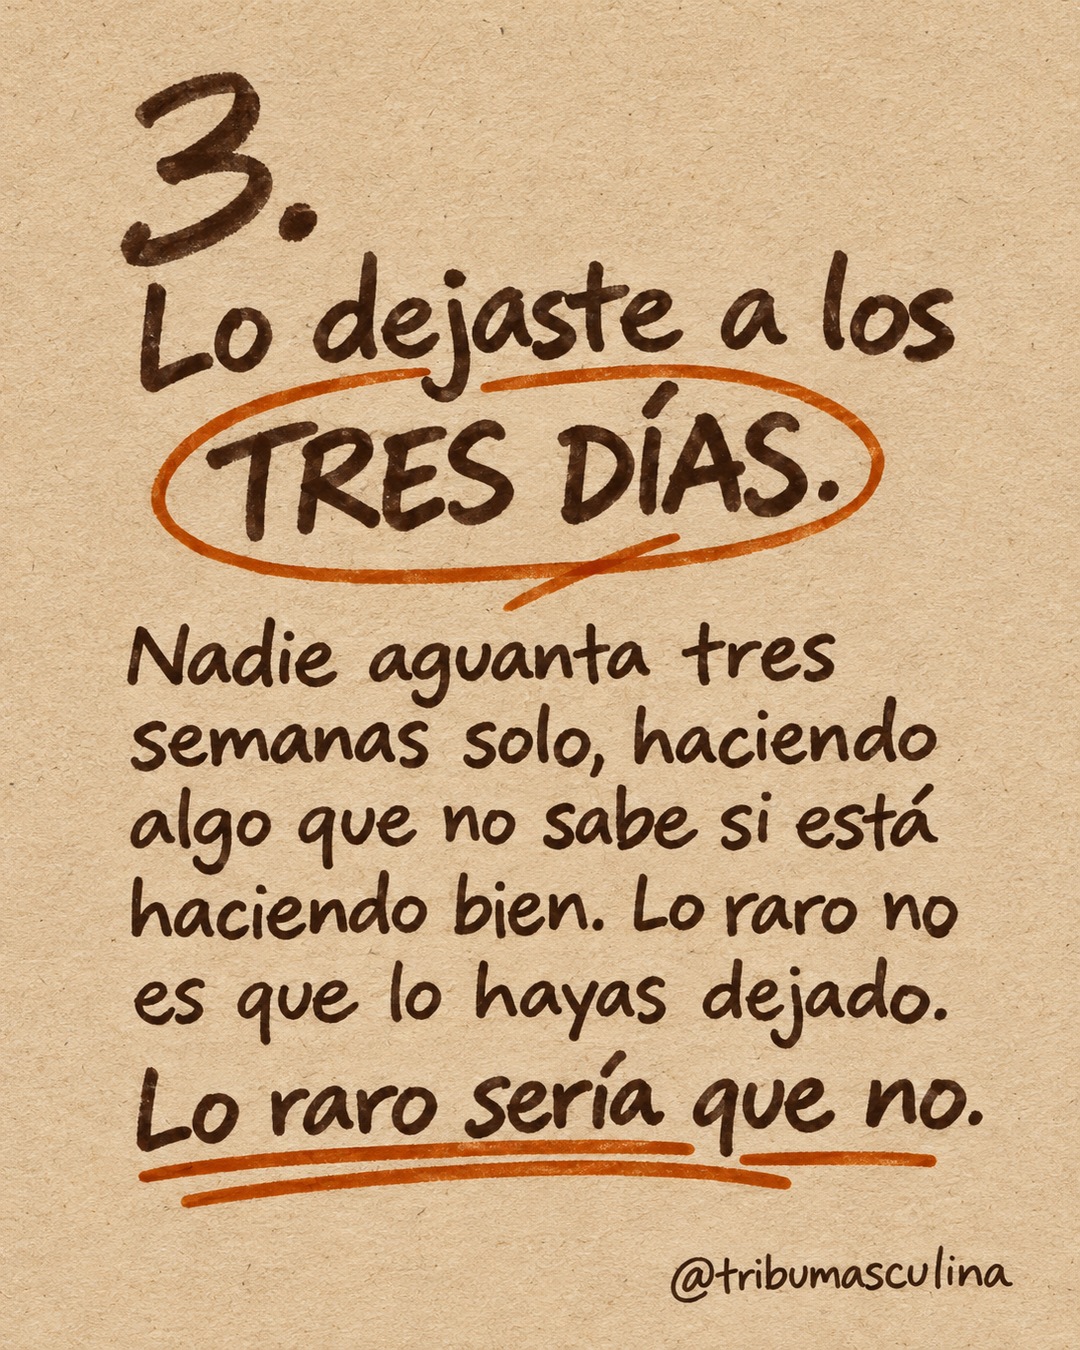 3.
Lo dejaste a los
TRES DÍAS.
Nadie aguanta tres
semanas solo, haciendo
algo que no sabe si está
haciendo bien. Lo raro no
es que lo hayas dejado.
Lo raro sería que no.
@tribumasculina